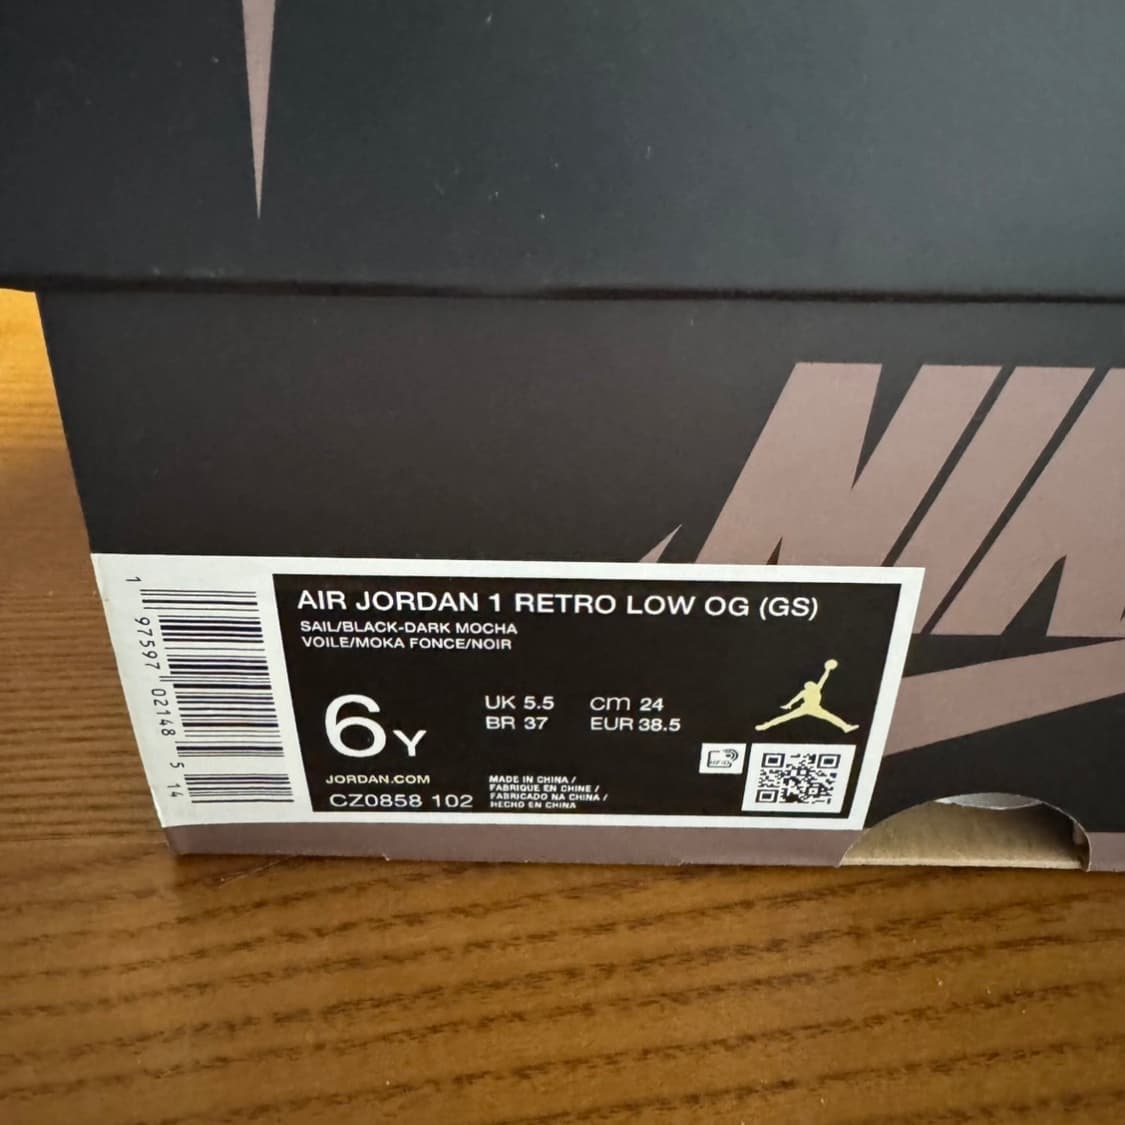 NIK
AIR JORDAN 1 RETRO LOW OG (GS)
SAIL/BLACK-DARK MOCHA
VOILE/MOKA FONCE/NOIR
6Y
UK 5.5 cm 24
BR 37 EUR 38.5
JORDAN.COM
CZ0858 102
MADE IN CHINA /
FABRIQUE EN CHINE /
FABRICADO NA CHINA /
HECHO EN CHINA
RFID
1 97597 02148 5 14